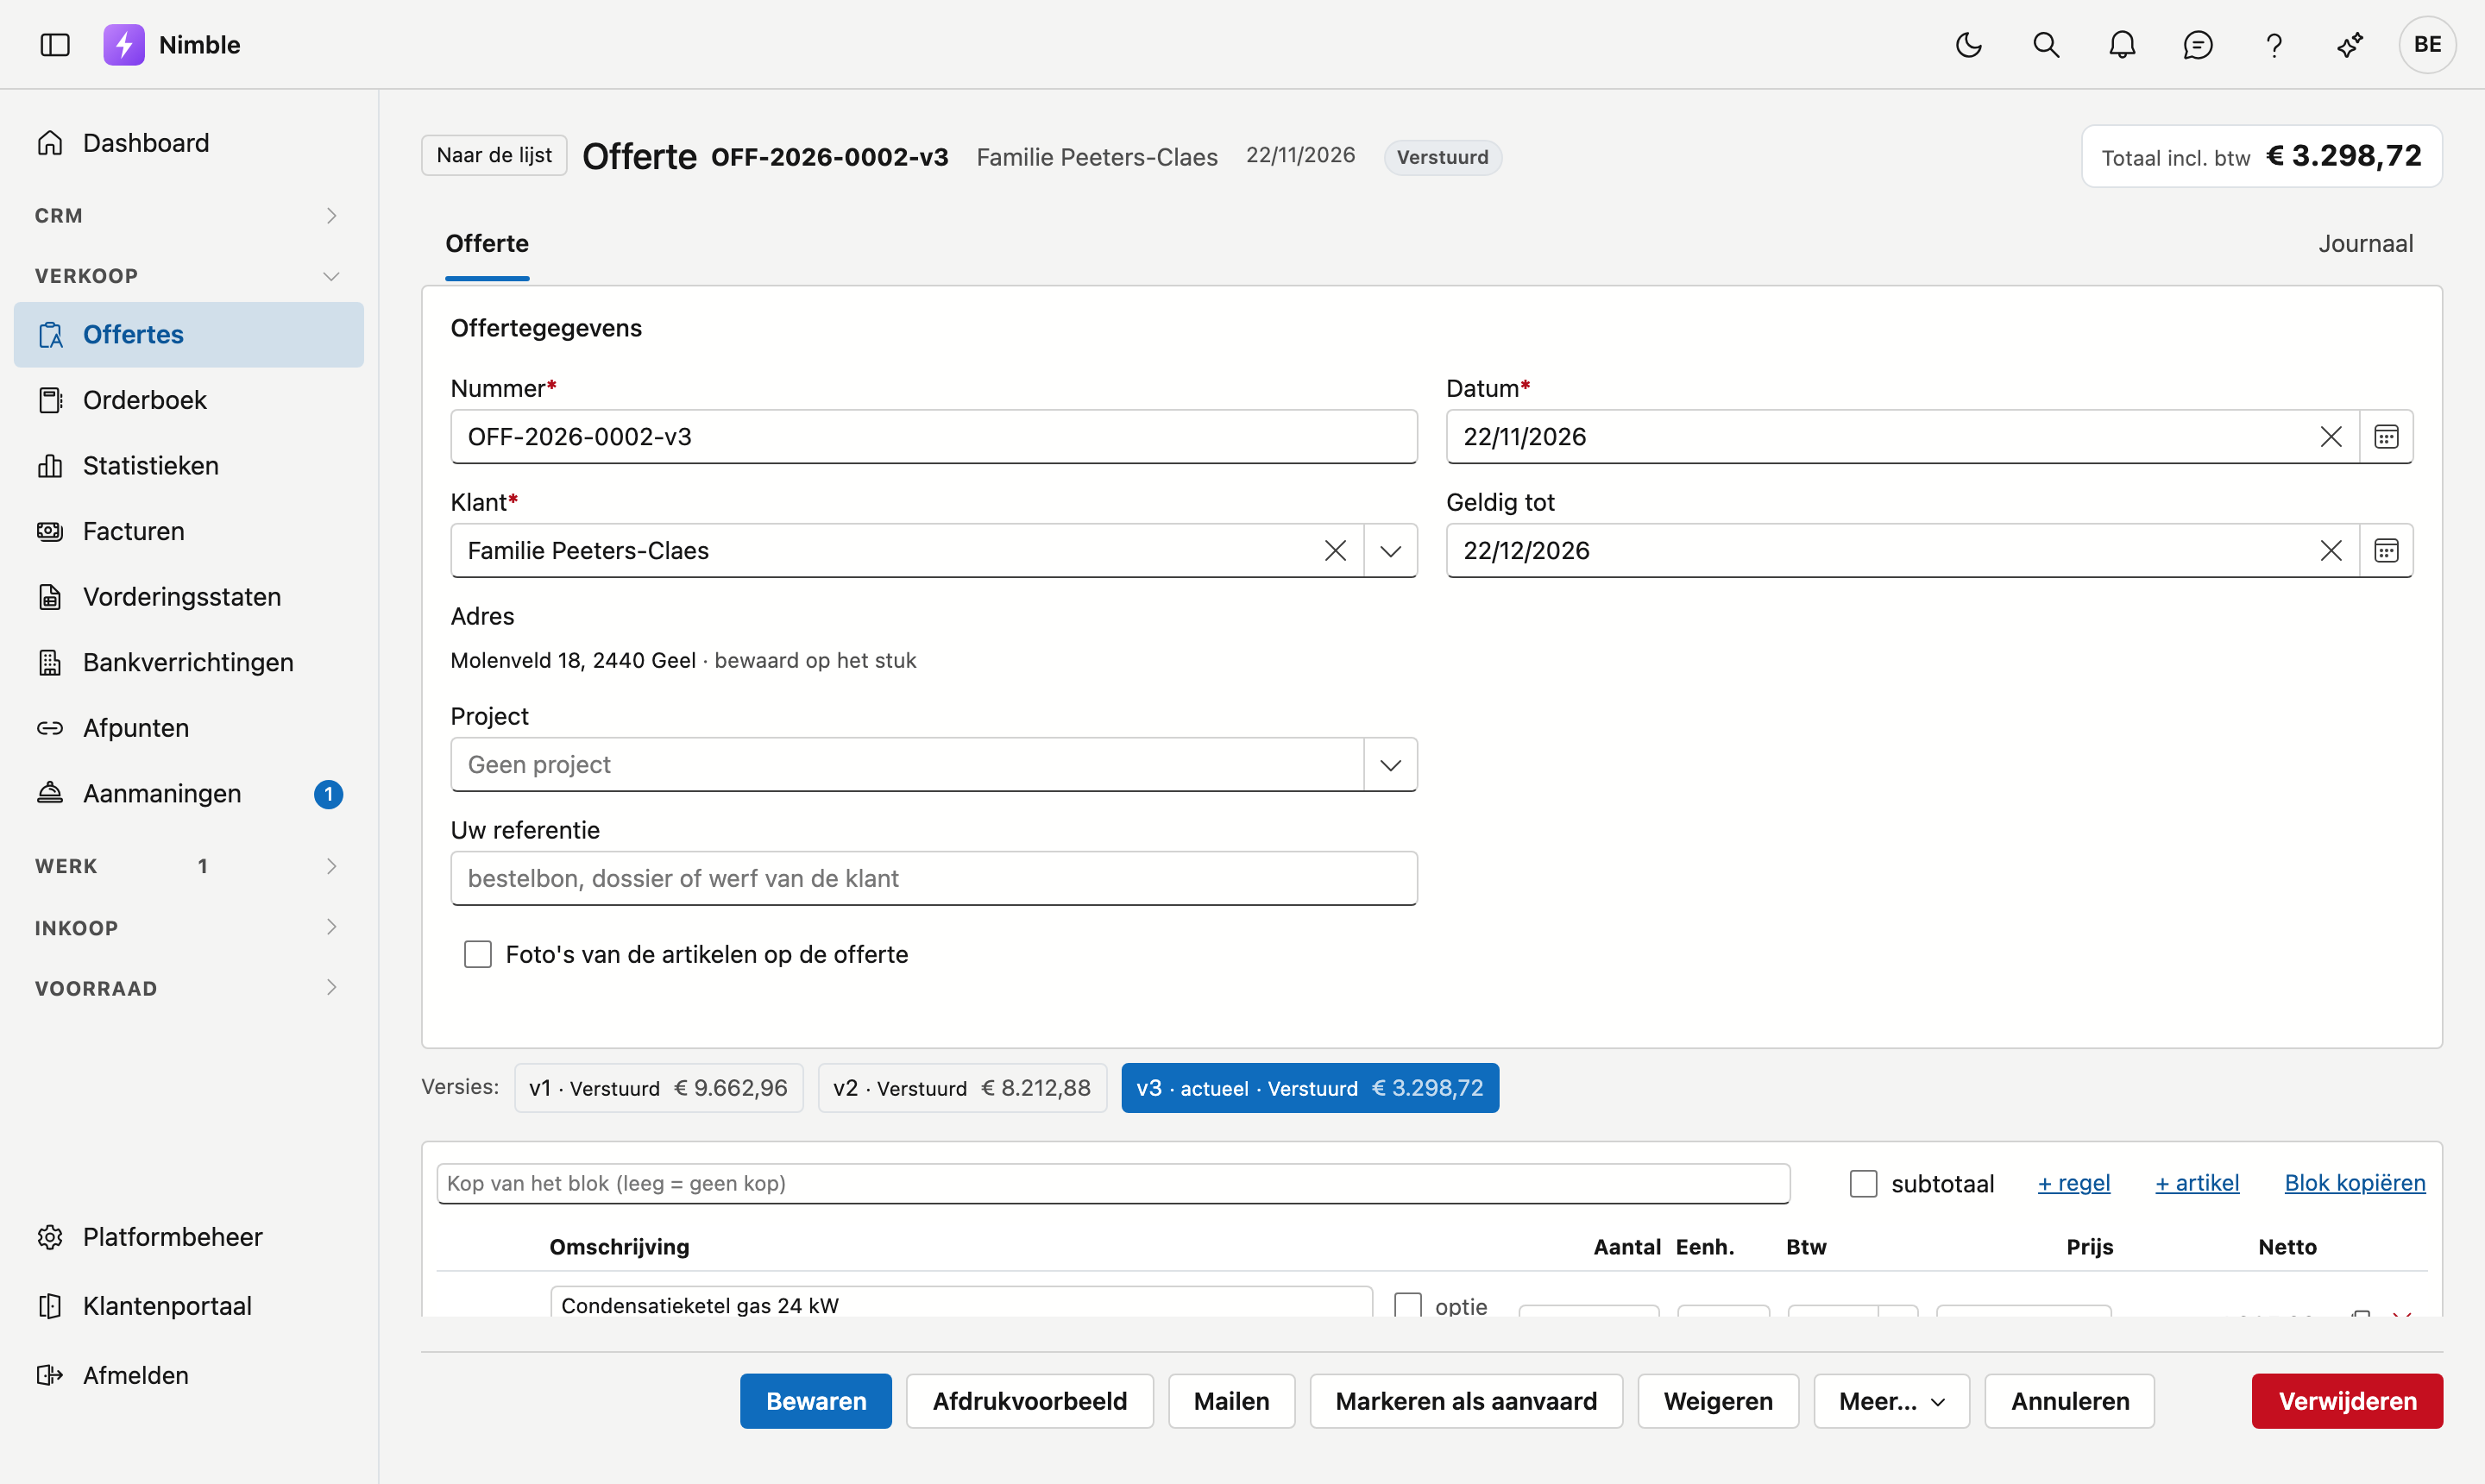 Nimble
BE
Dashboard
CRM
VERKOOP
Offertes
Orderboek
Statistieken
Facturen
Vorderingsstaten
Bankverrichtingen
Afpunten
Aanmaningen 1
WERK 1
INKOOP
VOORRAAD
Platformbeheer
Klantenportaal
Afmelden
Naar de lijst Offerte OFF-2026-0002-v3 Familie Peeters-Claes 22/11/2026 Verstuurd Totaal incl. btw € 3.298,72
Offerte Journaal
Offertegegevens
Nummer* Datum*
OFF-2026-0002-v3 22/11/2026
Klant* Geldig tot
Familie Peeters-Claes 22/12/2026
Adres
Molenveld 18, 2440 Geel · bewaard op het stuk
Project
Geen project
Uw referentie
bestelbon, dossier of werf van de klant
Foto's van de artikelen op de offerte
Versies: v1 · Verstuurd € 9.662,96 v2 · Verstuurd € 8.212,88 v3 · actueel · Verstuurd € 3.298,72
Kop van het blok (leeg = geen kop) subtotaal + regel + artikel Blok kopiëren
Omschrijving Aantal Eenh. Btw Prijs Netto
Condensatieketel gas 24 kW optie
Bewaren Afdrukvoorbeeld Mailen Markeren als aanvaard Weigeren Meer... Annuleren Verwijderen